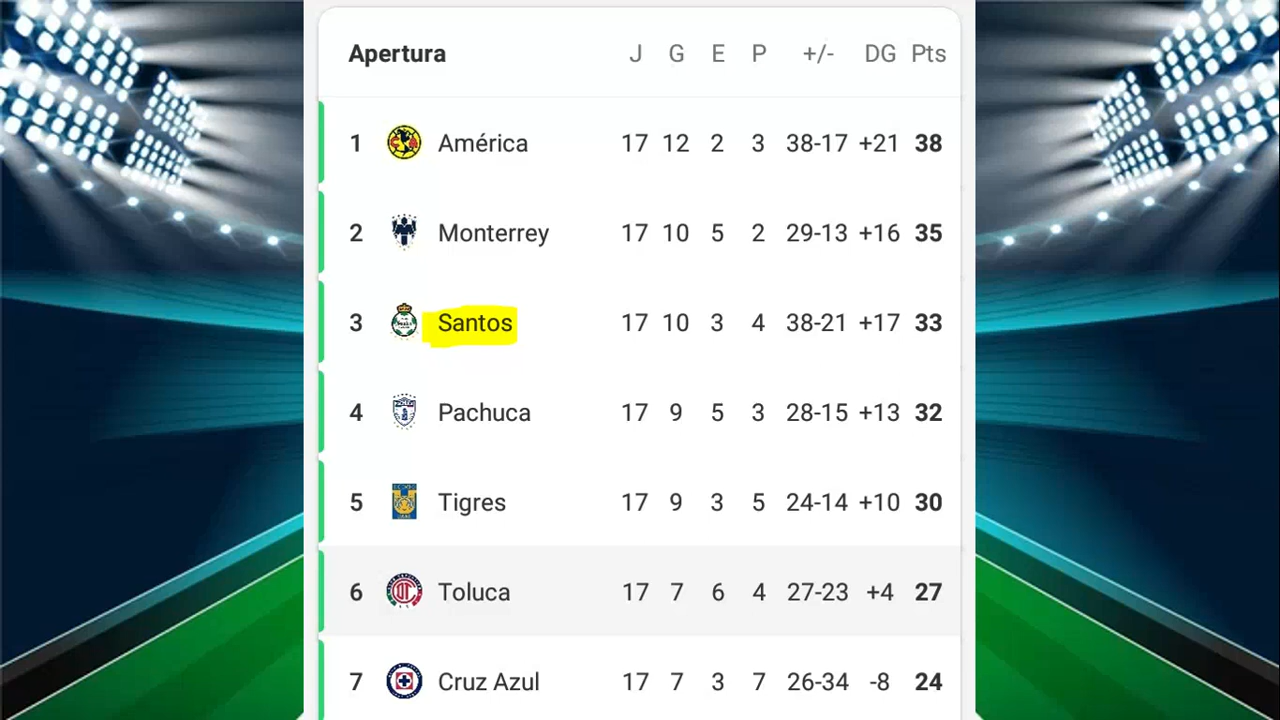 Apertura J G E P +/- DG Pts
1 América 17 12 2 3 38-17 +21 38
2 Monterrey 17 10 5 2 29-13 +16 35
3 Santos 17 10 3 4 38-21 +17 33
4 Pachuca 17 9 5 3 28-15 +13 32
5 Tigres 17 9 3 5 24-14 +10 30
6 Toluca 17 7 6 4 27-23 +4 27
7 Cruz Azul 17 7 3 7 26-34 -8 24